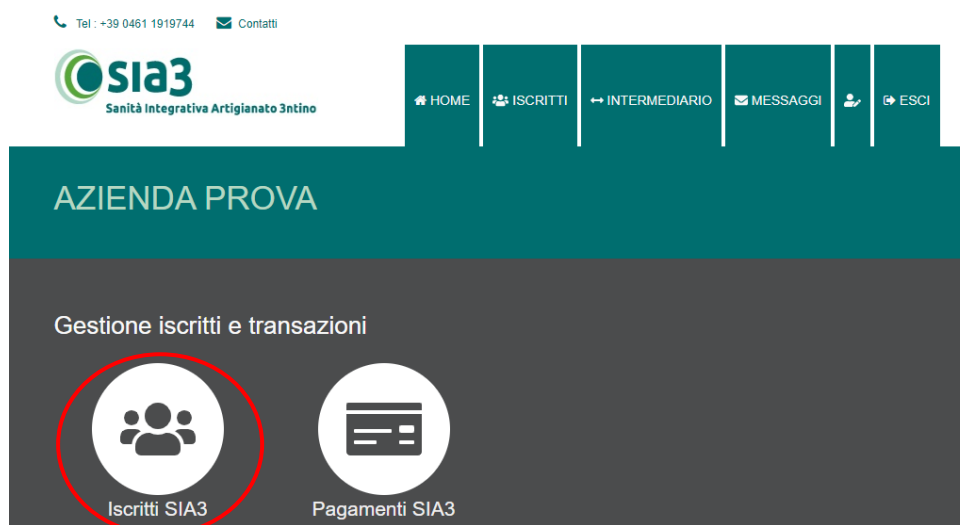 Tel : +39 0461 1919744 Contatti
sia3
Sanità Integrativa Artigianato 3ntino
HOME ISCRITTI INTERMEDIARIO MESSAGGI ESCI
AZIENDA PROVA
Gestione iscritti e transazioni
Iscritti SIA3 Pagamenti SIA3